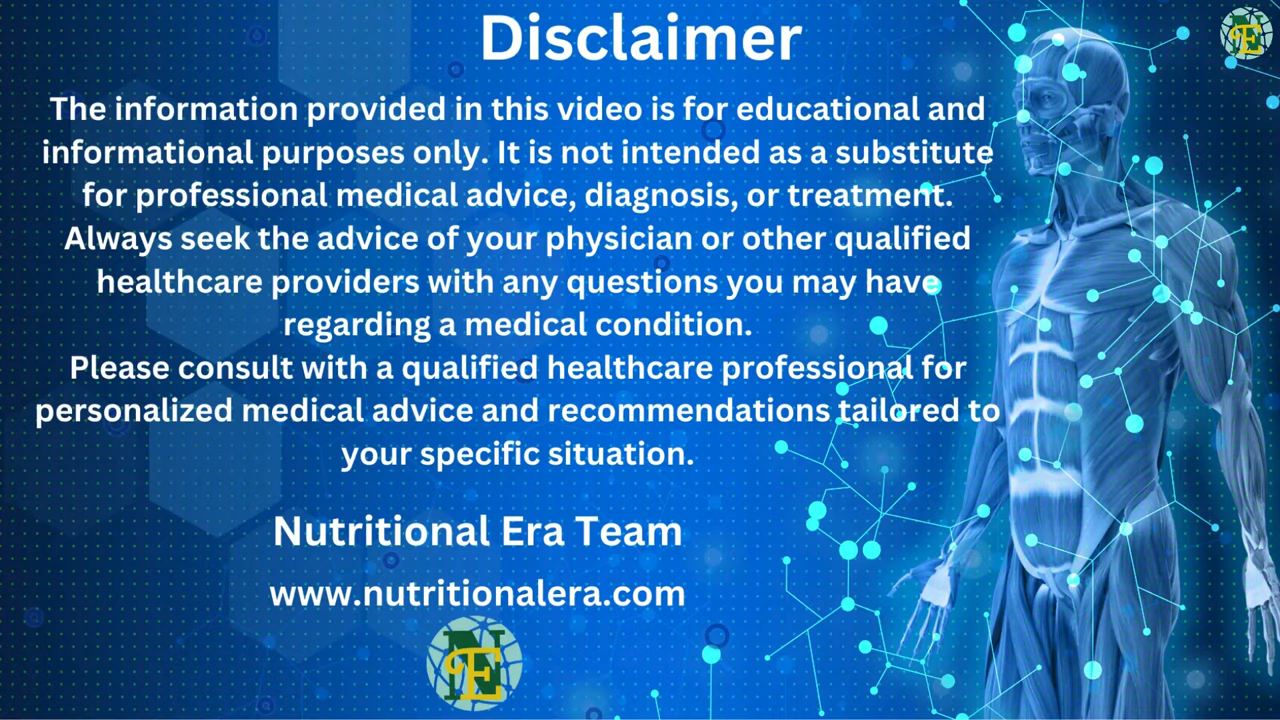 Disclaimer
The information provided in this video is for educational and
informational purposes only. It is not intended as a substitute
for professional medical advice, diagnosis, or treatment.
Always seek the advice of your physician or other qualified
healthcare providers with any questions you may have
regarding a medical condition.
Please consult with a qualified healthcare professional for
personalized medical advice and recommendations tailored to
your specific situation.
Nutritional Era Team
www.nutritionalera.com
NE
NE